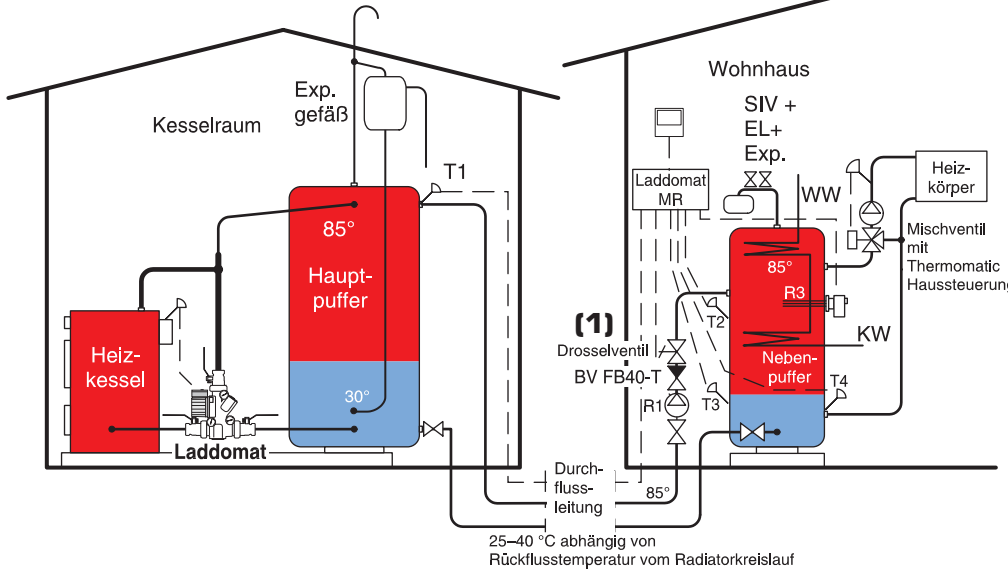 Kesselraum
Exp.
gefäß
T1
85°
Haupt-
puffer
30°
Heiz-
kessel
Laddomat
Wohnhaus
SIV +
EL+
Exp.
Laddomat
MR
WW
Heiz-
körper
Mischventil
mit
Thermomatic
Haussteuerung
85°
R3
T2
(1)
Drosselventil
BV FB40-T
KW
Neben-
puffer
T3
T4
R1
Durch-
fluss-
leitung
85°
25–40 °C abhängig von
Rückflusstemperatur vom Radiatorkreislauf